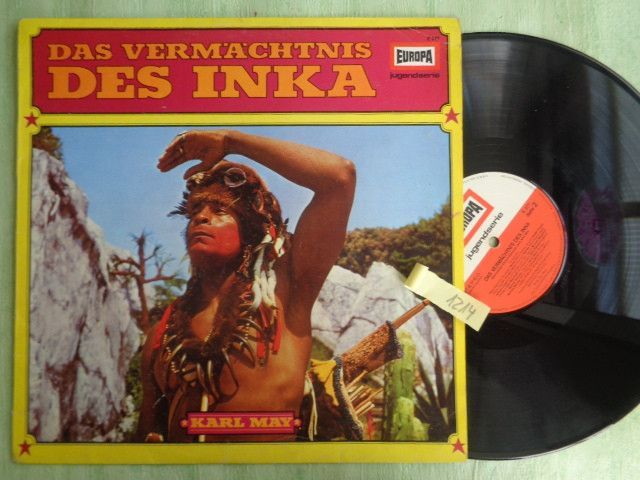 DAS VERMÄCHTNIS
DES INKA
EUROPA
jugendserie
KARL MAY
EUROPA
jugendserie
Das Vermächtnis des Inka
1214